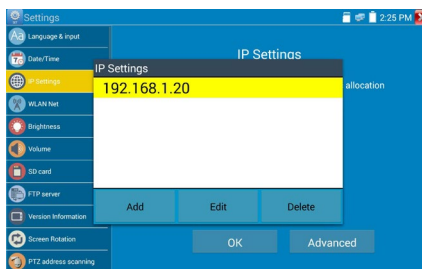 Settings
2:25 PM
Aa
Language & input
Date/Time
IP Settings
WLAN Net
Brightness
Volume
SD card
FTP server
Version Information
Screen Rotation
PTZ address scanning
IP Settings
allocation
IP Settings
192.168.1.20
Add
Edit
Delete
OK
Advanced